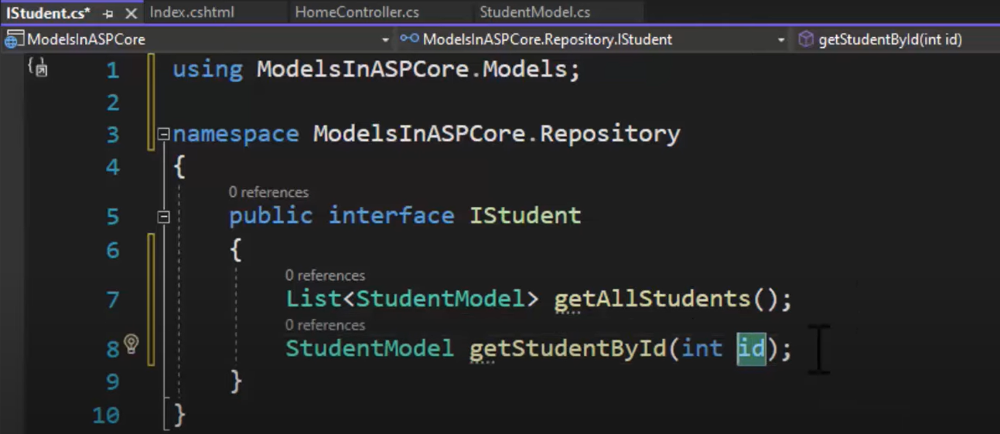 IStudent.cs* Index.cshtml HomeController.cs StudentModel.cs
ModelsInASPCore ModelsInASPCore.Repository.IStudent getStudentById(int id)
1 using ModelsInASPCore.Models;
2
3 namespace ModelsInASPCore.Repository
4 {
0 references
5 public interface IStudent
6 {
0 references
7 List<StudentModel> getAllStudents();
0 references
8 StudentModel getStudentById(int id);
9 }
10 }